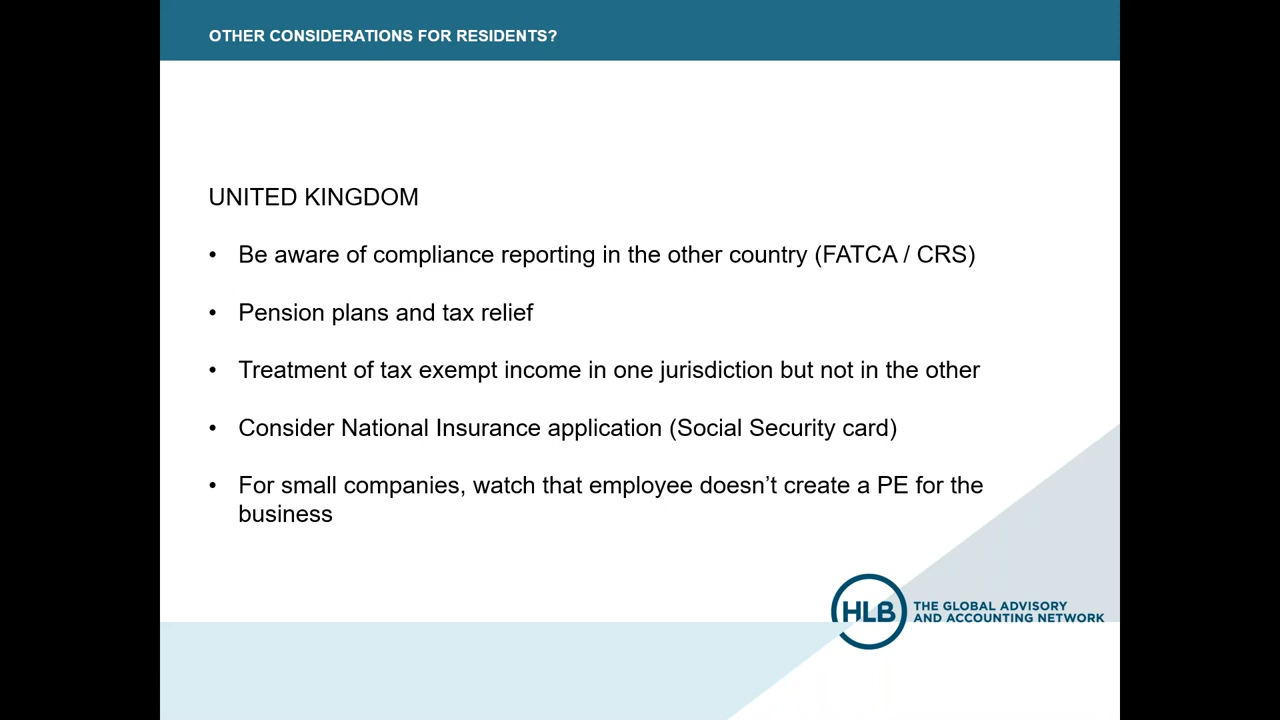 OTHER CONSIDERATIONS FOR RESIDENTS?
UNITED KINGDOM
• Be aware of compliance reporting in the other country (FATCA / CRS)
• Pension plans and tax relief
• Treatment of tax exempt income in one jurisdiction but not in the other
• Consider National Insurance application (Social Security card)
• For small companies, watch that employee doesn’t create a PE for the
business
HLB
THE GLOBAL ADVISORY
AND ACCOUNTING NETWORK